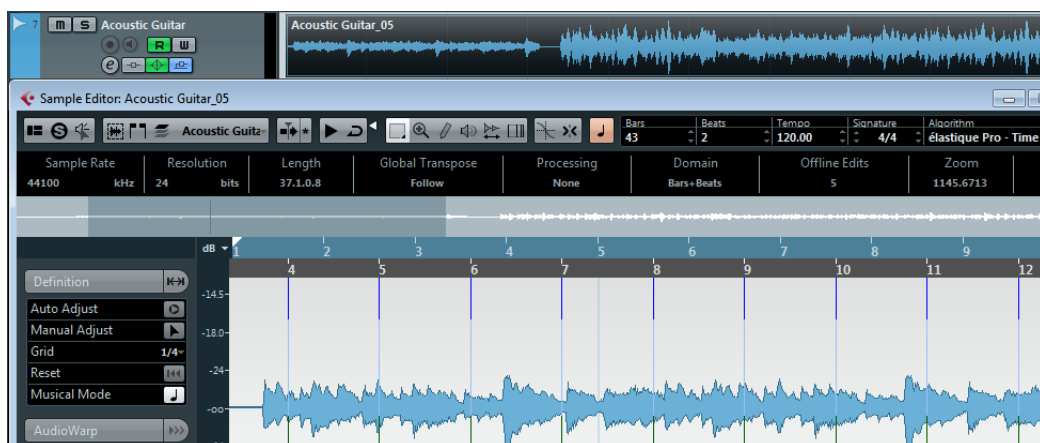 7 m S Acoustic Guitar
R W
e
Acoustic Guitar_05
Sample Editor: Acoustic Guitar_05
S Acoustic Guita
Bars Beats Tempo Signature Algorithm
43 2 120.00 4/4 élastique Pro - Time
Sample Rate Resolution Length Global Transpose Processing Domain Offline Edits Zoom
44100 kHz 24 bits 37.1.0.8 Follow None Bars+Beats 5 1145.6713
dB 1 2 3 4 5 6 7 8 9
4 5 6 7 8 9 10 11 12
Definition
-14.5-
Auto Adjust
Manual Adjust
-18.0-
Grid 1/4
Reset
-24-
Musical Mode
-oo-
AudioWarp